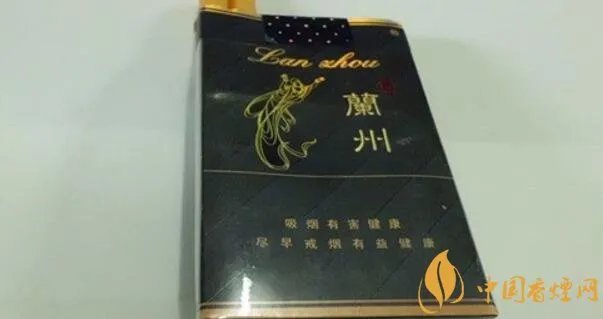 Lan zhou
蘭
州
吸烟有害健康
尽早戒烟有益健康
中国香煙网